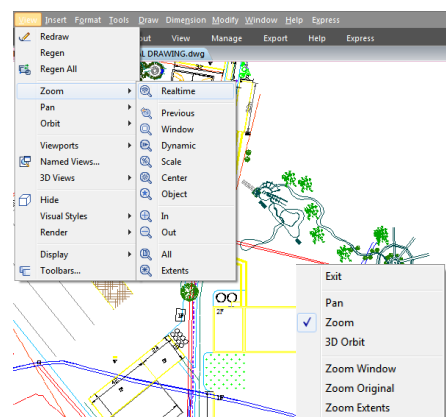 View Insert Format Tools Draw Dimension Modify Window Help Express
out View Manage Export Help Express
L DRAWING.dwg
Redraw
Regen
Regen All
Zoom
Pan
Orbit
Viewports
Named Views...
3D Views
Hide
Visual Styles
Render
Display
Toolbars...
Realtime
Previous
Window
Dynamic
Scale
Center
Object
In
Out
All
Extents
2F
1F
Exit
Pan
Zoom
3D Orbit
Zoom Window
Zoom Original
Zoom Extents